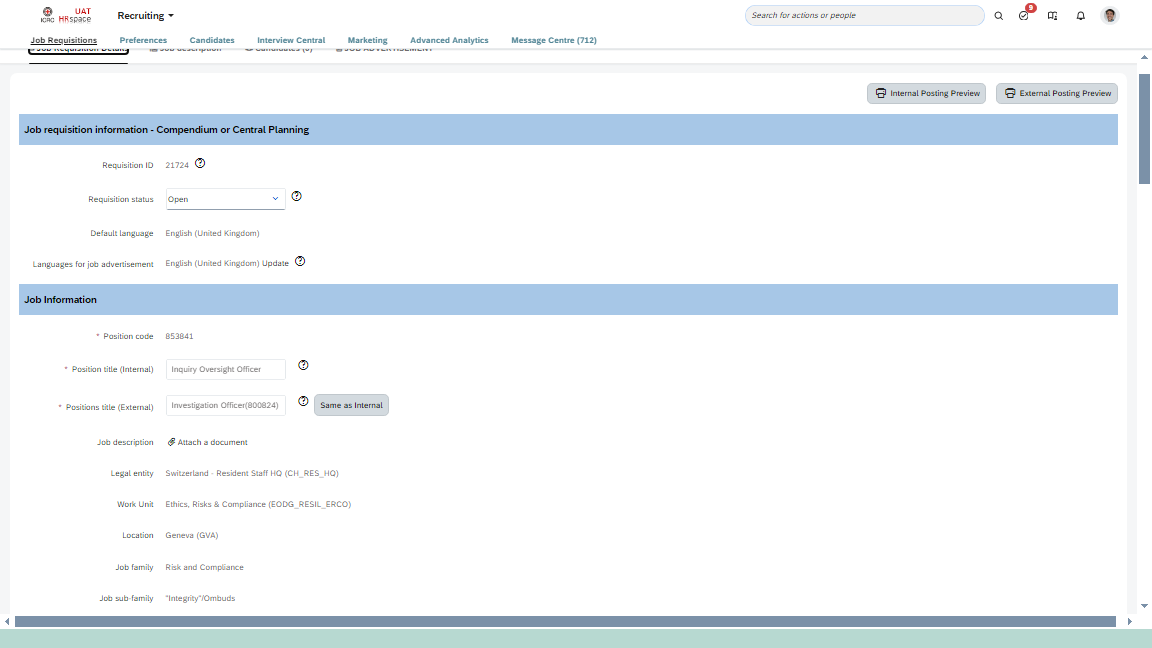 ICRC
UAT
HRspace
Recruiting
Search for actions or people
9
Job Requisitions
Preferences
Candidates
Interview Central
Marketing
Advanced Analytics
Message Centre (712)
Job Requisition Details
Job description
Candidates (0)
JOB ADVERTISEMENT
Internal Posting Preview
External Posting Preview
Job requisition information - Compendium or Central Planning
Requisition ID 21724
Requisition status Open
Default language English (United Kingdom)
Languages for job advertisement English (United Kingdom) Update
Job Information
* Position code 853841
* Position title (Internal) Inquiry Oversight Officer
* Positions title (External) Investigation Officer(800824) Same as Internal
Job description Attach a document
Legal entity Switzerland - Resident Staff HQ (CH_RES_HQ)
Work Unit Ethics, Risks & Compliance (EODG_RESIL_ERCO)
Location Geneva (GVA)
Job family Risk and Compliance
Job sub-family "Integrity"/Ombuds